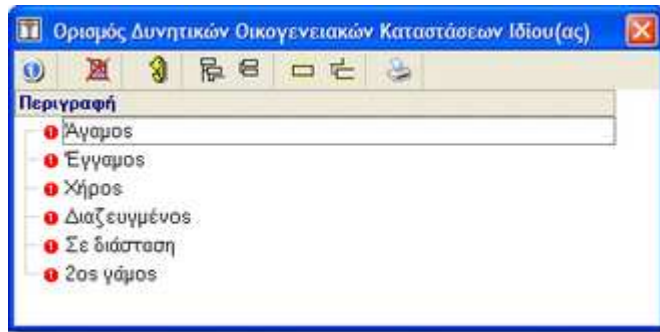 Ορισμός Δυνητικών Οικογενειακών Καταστάσεων Ιδίου(ας)
Περιγραφή
Άγαμος
Έγγαμος
Χήρος
Διαζευγμένος
Σε διάσταση
2ος γάμος